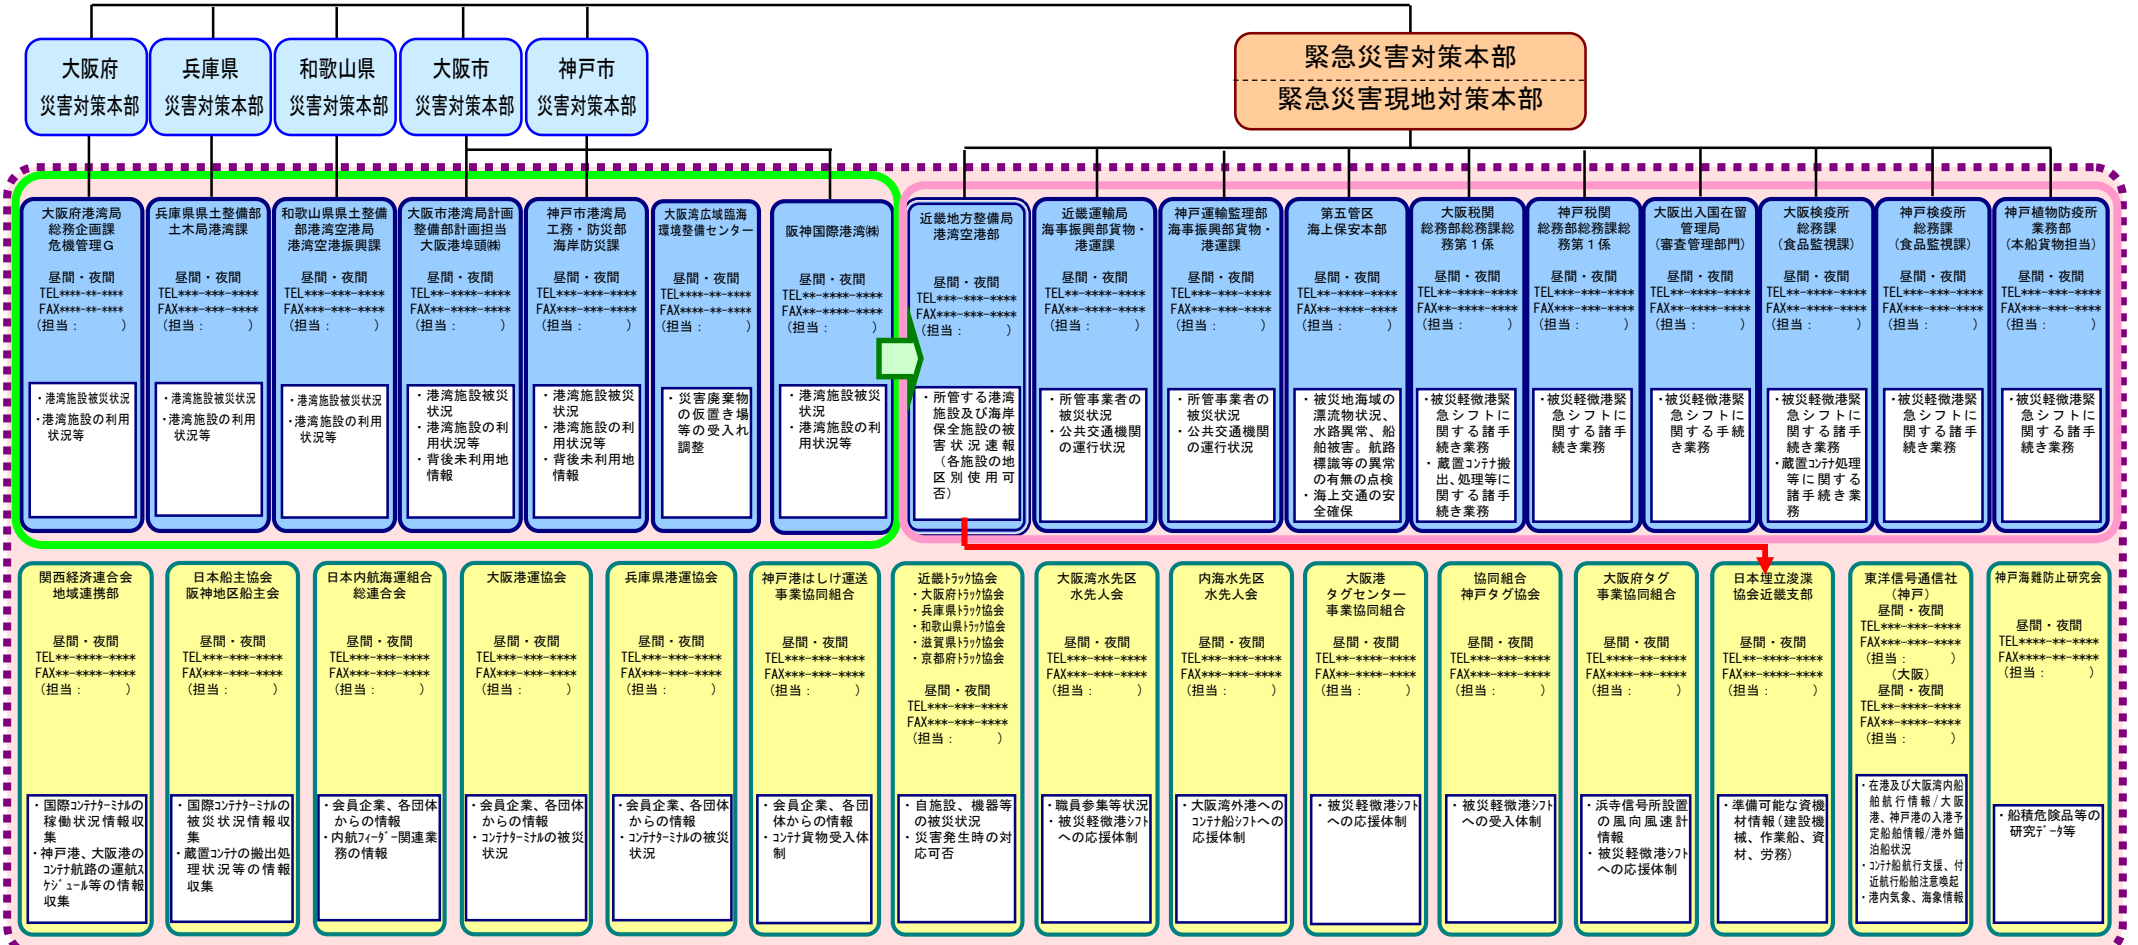 大阪府
災害対策本部
兵庫県
災害対策本部
和歌山県
災害対策本部
大阪市
災害対策本部
神戸市
災害対策本部
緊急災害対策本部
緊急災害現地対策本部
大阪府港湾局
総務企画課
危機管理G
昼間・夜間
TEL****-**-****
FAX****-**-****
(担当： )
・港湾施設被災状況
・港湾施設の利用
状況等
兵庫県県土整備部
土木局港湾課
昼間・夜間
TEL***-***-****
FAX***-***-****
(担当： )
・港湾施設被災状況
・港湾施設の利用
状況等
和歌山県県土整備
部港湾空港局
港湾空港振興課
昼間・夜間
TEL***-***-****
FAX***-***-****
(担当： )
・港湾施設被災状況
・港湾施設の利用
状況等
大阪市港湾局計画
整備部計画担当
大阪港埠頭㈱
昼間・夜間
TEL**-****-****
FAX**-****-****
(担当： )
・港湾施設被災
状況
・港湾施設の利
用状況等
・背後未利用地
情報
神戸市港湾局
工務・防災部
海岸防災課
昼間・夜間
TEL***-***-****
FAX***-***-****
(担当： )
・港湾施設被災
状況
・港湾施設の利
用状況等
・背後未利用地
情報
大阪湾広域臨海
環境整備センター
昼間・夜間
TEL****-**-****
FAX****-**-****
(担当： )
・災害廃棄物
の仮置き場
等の受入れ
調整
阪神国際港湾㈱
昼間・夜間
TEL**-****-****
FAX**-****-****
(担当： )
・港湾施設被災
状況
・港湾施設の利
用状況等
近畿地方整備局
港湾空港部
昼間・夜間
TEL***-***-****
FAX***-***-****
(担当： )
・所管する港湾
施設及び海岸
保全施設の被
害状況速報
（各施設の地
区別使用可
否）
近畿運輸局
海事振興部貨物・
港運課
昼間・夜間
TEL**-****-****
FAX**-****-****
(担当： )
・所管事業者の
被災状況
・公共交通機関
の運行状況
神戸運輸監理部
海事振興部貨物・
港運課
昼間・夜間
TEL***-***-****
FAX***-***-****
(担当： )
・所管事業者の
被災状況
・公共交通機関
の運行状況
第五管区
海上保安本部
昼間・夜間
TEL**-****-****
FAX**-****-****
(担当： )
・被災地海域の
漂流物状況、
水路異常、船
舶被害。航路
標識等の異常
の有無の点検
・海上交通の安
全確保
大阪税関
総務部総務課総
務第１係
昼間・夜間
TEL**-****-****
FAX**-****-****
(担当： )
・被災軽微港緊
急シフトに
関する諸手
続き業務
・蔵置ｺﾝﾃﾅ搬
出､処理等に
関する諸手
続き業務
神戸税関
総務部総務課総
務第１係
昼間・夜間
TEL***-***-****
FAX***-***-****
(担当： )
・被災軽微港緊
急シフトに
関する諸手
続き業務
大阪出入国在留
管理局
(審査管理部門)
昼間・夜間
TEL**-****-****
FAX**-****-****
(担当： )
・被災軽微港緊
急シフトに
関する手続
き業務
大阪検疫所
総務課
(食品監視課)
昼間・夜間
TEL**-****-****
FAX**-****-****
(担当： )
・被災軽微港緊
急シフトに
関する諸手
続き業務
・蔵置ｺﾝﾃﾅ処理
等に関する
諸手続き業
務
神戸検疫所
総務課
(食品監視課)
昼間・夜間
TEL***-***-****
FAX***-***-****
(担当： )
・被災軽微港緊
急シフトに
関する諸手
続き業務
神戸植物防疫所
業務部
(本船貨物担当)
昼間・夜間
TEL***-***-****
FAX***-***-****
(担当： )
・被災軽微港緊
急シフトに
関する諸手
続き業務
関西経済連合会
地域連携部
昼間・夜間
TEL**-****-****
FAX**-****-****
(担当： )
・国際ｺﾝﾃﾅﾀｰﾐﾅﾙの
稼働状況情報収
集
・神戸港、大阪港の
ｺﾝﾃﾅ航路の運航ｽ
ｹｼﾞｭｰﾙ等の情報
収集
日本船主協会
阪神地区船主会
昼間・夜間
TEL***-***-****
FAX***-***-****
(担当： )
・国際ｺﾝﾃﾅﾀｰﾐﾅﾙの
被災状況情報収
集
・蔵置ｺﾝﾃﾅの搬出処
理状況等の情報
収集
日本内航海運組合
総連合会
昼間・夜間
TEL***-***-****
FAX***-***-****
(担当： )
・会員企業、各団体
からの情報
・内航ﾌｨｰﾀﾞｰ関連業
務の情報
大阪港運協会
昼間・夜間
TEL***-***-****
FAX***-***-****
(担当： )
・会員企業、各団体
からの情報
・ｺﾝﾃﾅﾀｰﾐﾅﾙの被災
状況
兵庫県港運協会
昼間・夜間
TEL***-***-****
FAX***-***-****
(担当： )
・会員企業、各団体
からの情報
・ｺﾝﾃﾅﾀｰﾐﾅﾙの被災
状況
神戸港はしけ運送
事業協同組合
昼間・夜間
TEL***-***-****
FAX***-***-****
(担当： )
・会員企業、各団
体からの情報
・ｺﾝﾃﾅ貨物受入体
制
近畿ﾄﾗｯｸ協会
・大阪府ﾄﾗｯｸ協会
・兵庫県ﾄﾗｯｸ協会
・和歌山県ﾄﾗｯｸ協会
・滋賀県ﾄﾗｯｸ協会
・京都府ﾄﾗｯｸ協会
昼間・夜間
TEL***-***-****
FAX***-***-****
(担当： )
・自施設、機器等
の被災状況
・災害発生時の対
応可否
大阪湾水先区
水先人会
昼間・夜間
TEL***-***-****
FAX***-***-****
(担当： )
・職員参集等状況
・被災軽微港ｼﾌﾄ
への応援体制
内海水先区
水先人会
昼間・夜間
TEL***-***-****
FAX***-***-****
(担当： )
・大阪湾外港への
ｺﾝﾃﾅ船ｼﾌﾄへの
応援体制
大阪港
タグセンター
事業協同組合
昼間・夜間
TEL**-****-****
FAX**-****-****
(担当： )
・被災軽微港ｼﾌﾄ
への応援体制
協同組合
神戸タグ協会
昼間・夜間
TEL***-***-****
FAX***-***-****
(担当： )
・被災軽微港ｼﾌﾄ
への受入体制
大阪府タグ
事業協同組合
昼間・夜間
TEL****-**-****
FAX****-**-****
(担当： )
・浜寺信号所設置
の風向風速計
情報
・被災軽微港ｼﾌﾄ
への応援体制
日本埋立浚渫
協会近畿支部
昼間・夜間
TEL**-****-****
FAX**-****-****
(担当： )
・準備可能な資機
材情報(建設機
械、作業船、資
材、労務)
東洋信号通信社
(神戸)
昼間・夜間
TEL***-***-****
FAX***-***-****
(担当： )
(大阪)
昼間・夜間
TEL**-****-****
FAX**-****-****
(担当： )
・在港及び大阪湾内船
舶航行情報/大阪
港、神戸港の入港予
定船舶情報/港外錨
泊船状況
・ｺﾝﾃﾅ船航行支援、付
近航行船舶注意喚起
・港内気象、海象情報
神戸海難防止研究会
昼間・夜間
TEL****-**-****
FAX****-**-****
(担当： )
・船積危険品等の
研究ﾃﾞｰﾀ等